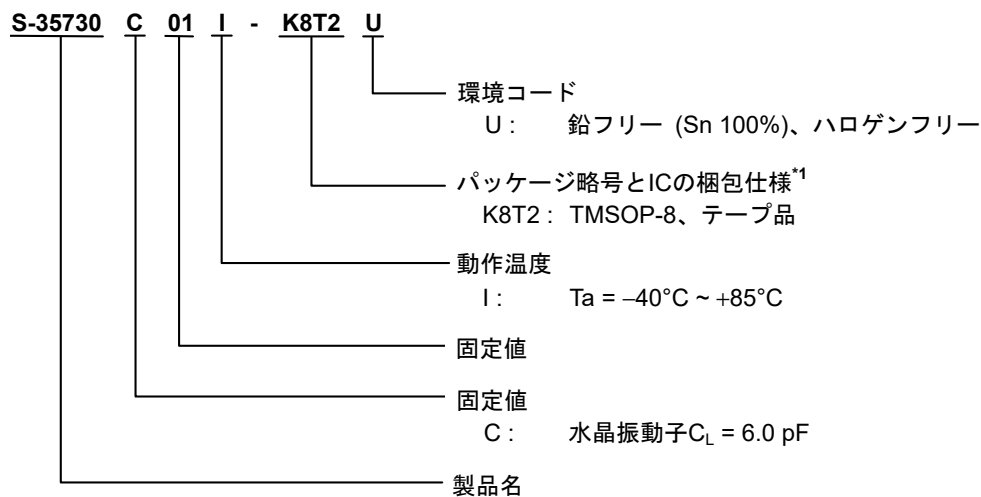 S-35730 C 01 I - K8T2 U
環境コード
U : 鉛フリー (Sn 100%)、ハロゲンフリー
パッケージ略号とICの梱包仕様*1
K8T2 : TMSOP-8、テープ品
動作温度
I : Ta = −40°C ~ +85°C
固定値
固定値
C : 水晶振動子CL = 6.0 pF
製品名